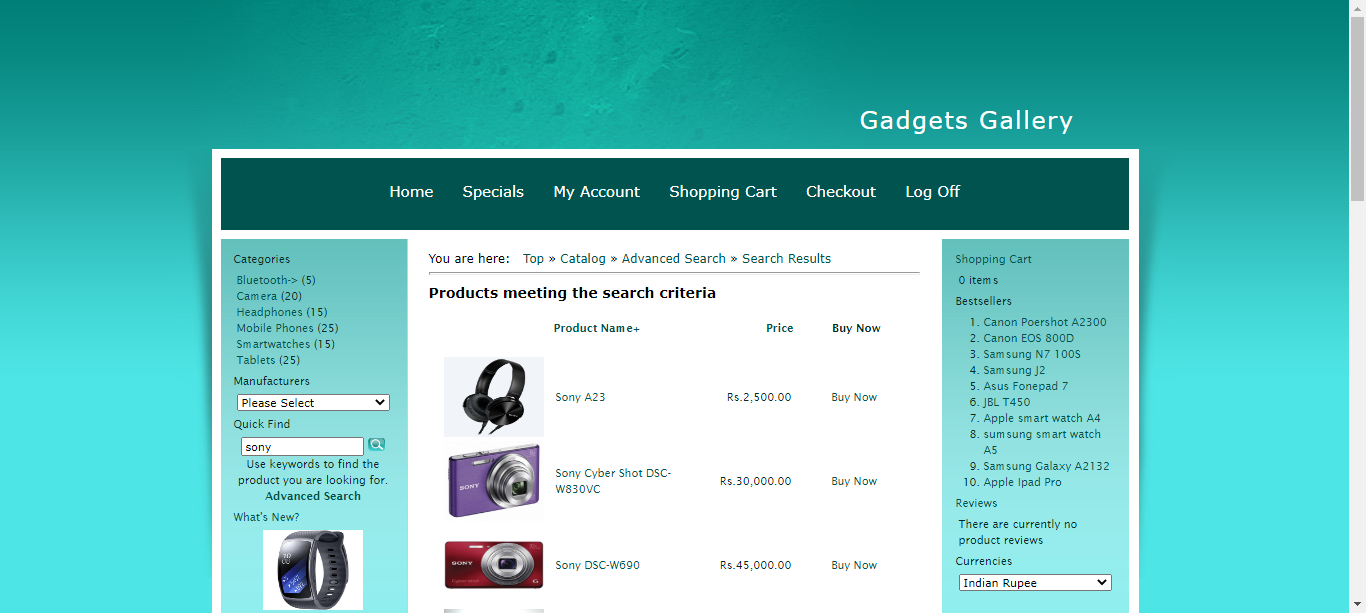 Gadgets Gallery
Home Specials My Account Shopping Cart Checkout Log Off
Categories
Bluetooth-> (5)
Camera (20)
Headphones (15)
Mobile Phones (25)
Smartwatches (15)
Tablets (25)
Manufacturers
Please Select
Quick Find
sony
Use keywords to find the
product you are looking for.
Advanced Search
What's New?
You are here: Top » Catalog » Advanced Search » Search Results
Products meeting the search criteria
Product Name+ Price Buy Now
Sony A23 Rs.2,500.00 Buy Now
SONY
Sony Cyber Shot DSC-
W830VC Rs.30,000.00 Buy Now
SONY
Sony DSC-W690 Rs.45,000.00 Buy Now
Shopping Cart
0 items
Bestsellers
1. Canon Poershot A2300
2. Canon EOS 800D
3. Samsung N7 100S
4. Samsung J2
5. Asus Fonepad 7
6. JBL T450
7. Apple smart watch A4
8. sumsung smart watch
A5
9. Samsung Galaxy A2132
10. Apple Ipad Pro
Reviews
There are currently no
product reviews
Currencies
Indian Rupee